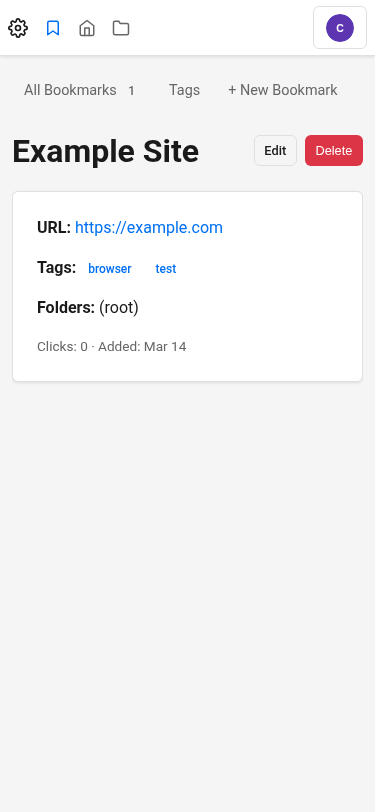 C
All Bookmarks 1 Tags + New Bookmark
Example Site Edit Delete
URL: https://example.com
Tags: browser test
Folders: (root)
Clicks: 0 · Added: Mar 14